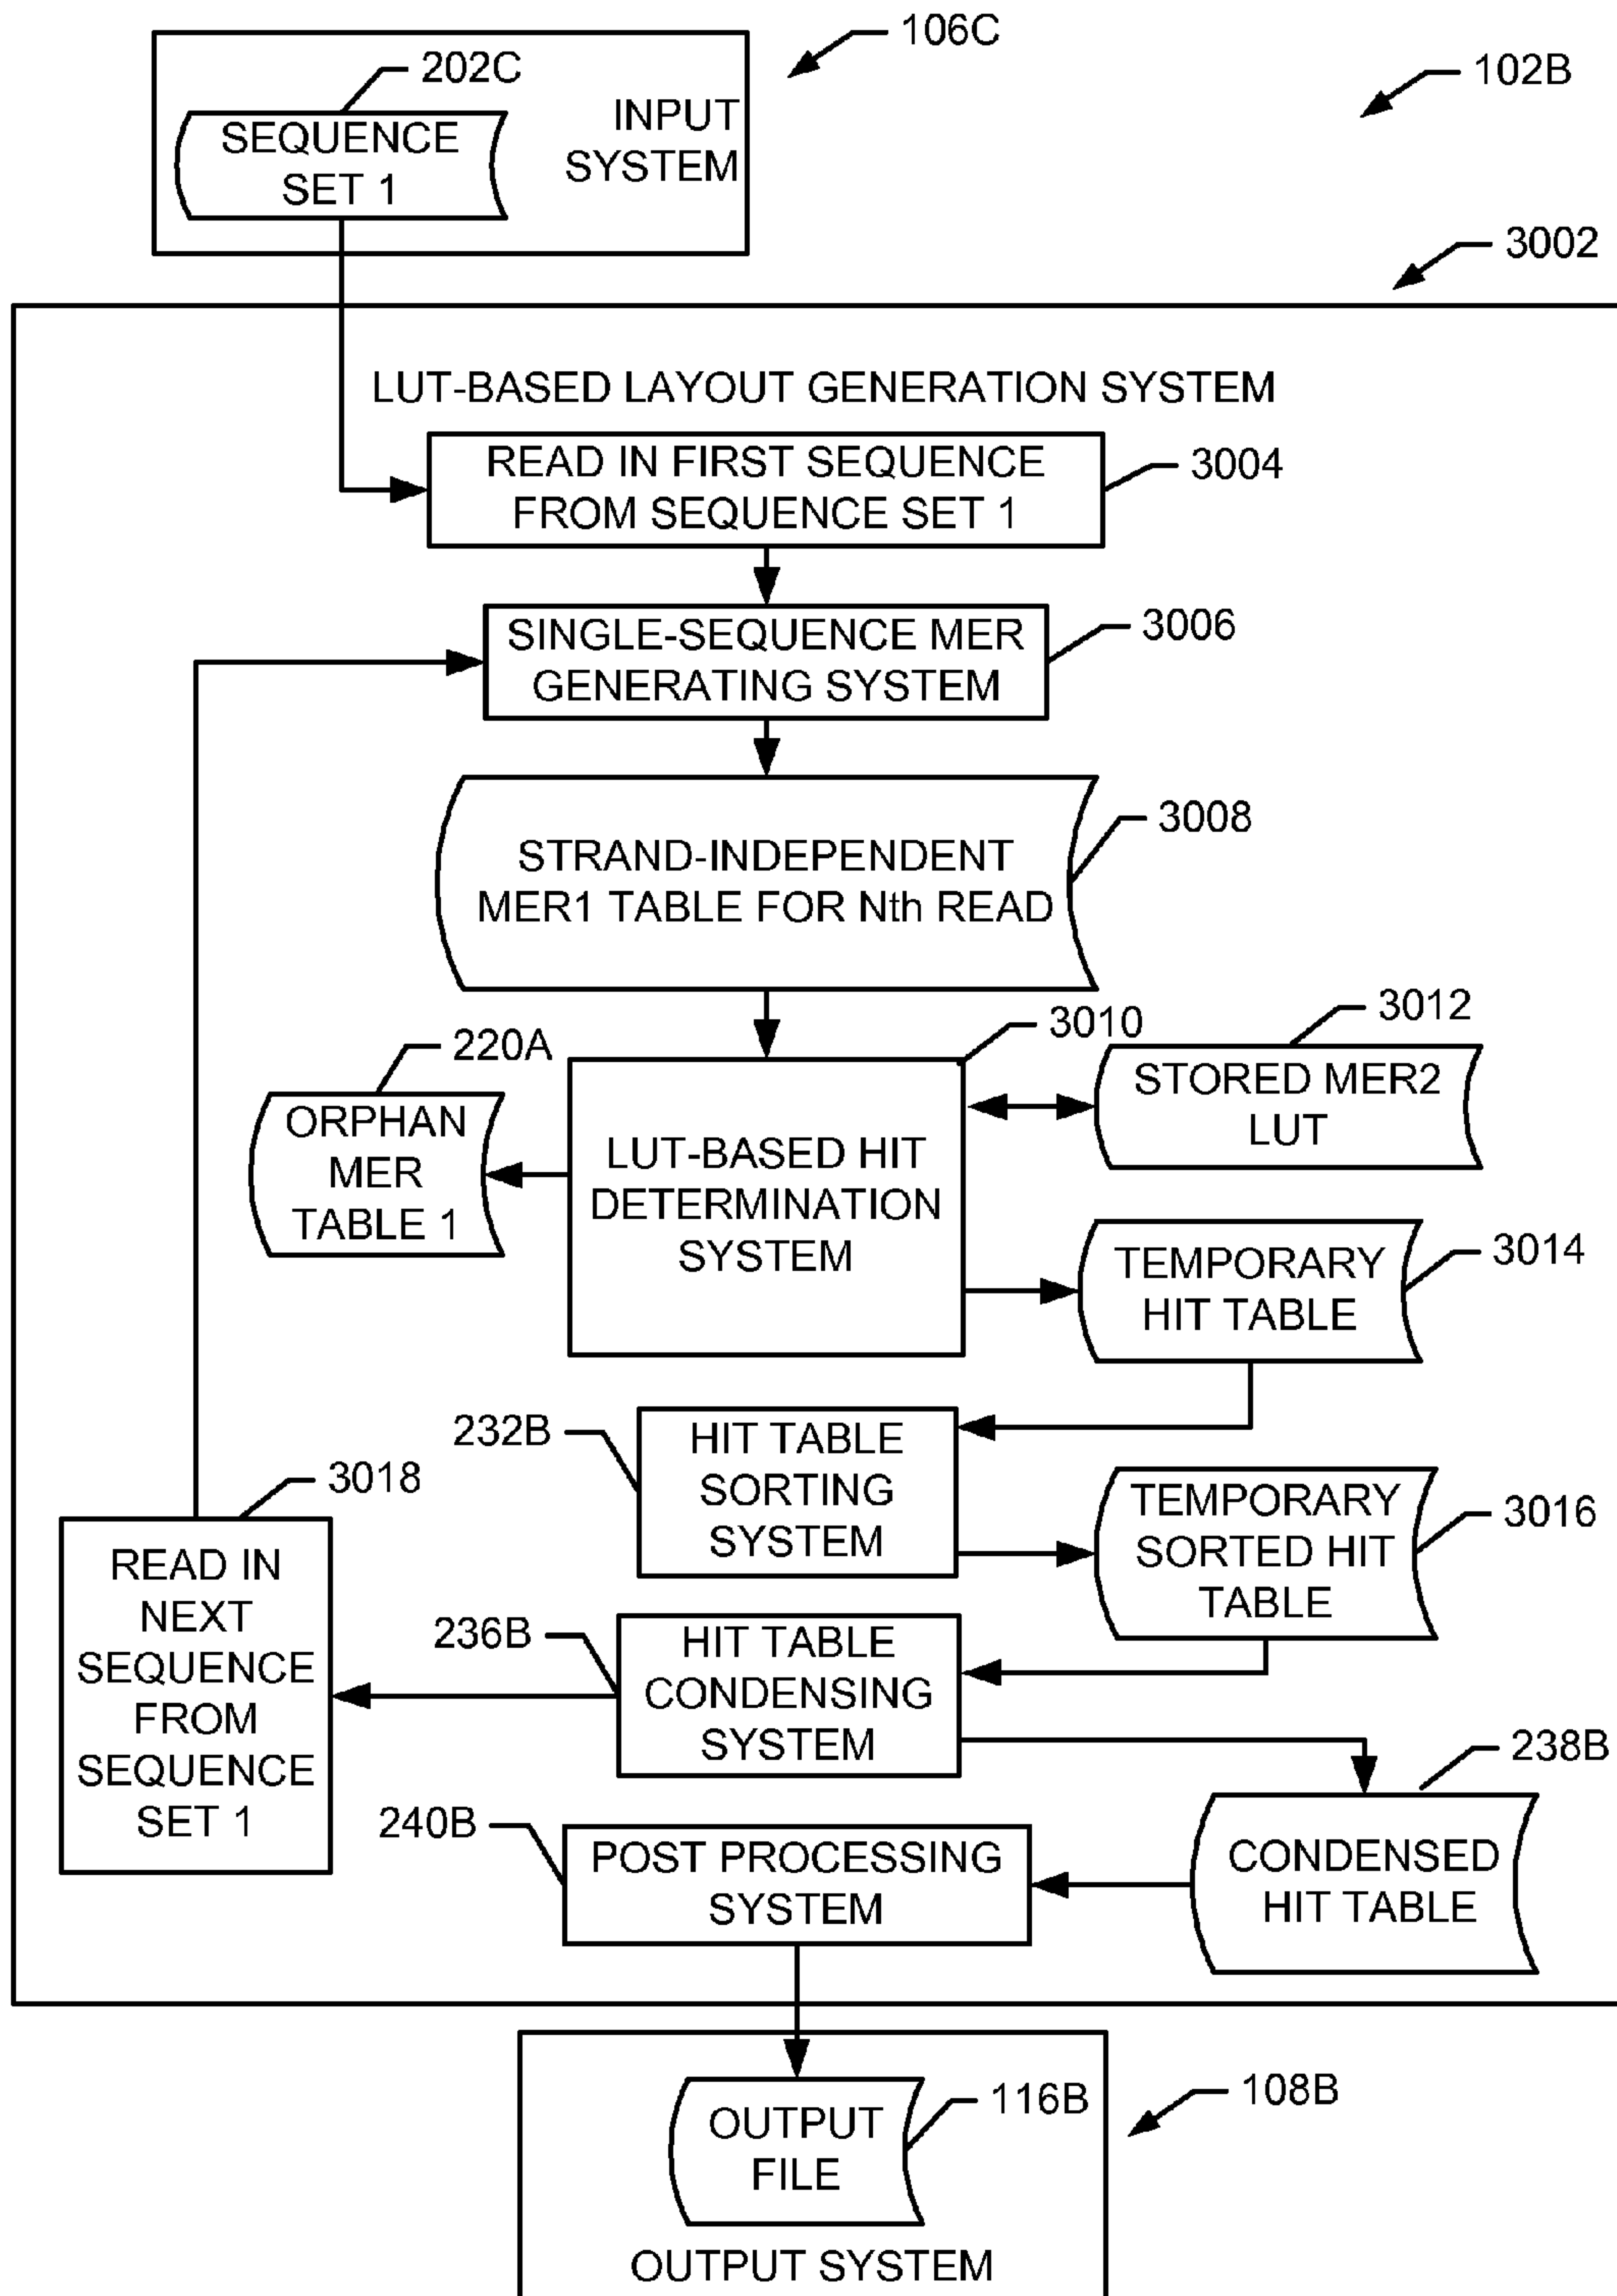 106C
202C
102B
SEQUENCE
SET 1
INPUT
SYSTEM
3002
LUT-BASED LAYOUT GENERATION SYSTEM
READ IN FIRST SEQUENCE
FROM SEQUENCE SET 1
3004
SINGLE-SEQUENCE MER
GENERATING SYSTEM
3006
STRAND-INDEPENDENT
MER1 TABLE FOR Nth READ
3008
3010
3012
220A
STORED MER2
LUT
ORPHAN
MER
TABLE 1
LUT-BASED HIT
DETERMINATION
SYSTEM
TEMPORARY
HIT TABLE
3014
232B
HIT TABLE
SORTING
SYSTEM
3018
TEMPORARY
SORTED HIT
TABLE
3016
READ IN
NEXT
SEQUENCE
FROM
SEQUENCE
SET 1
236B
HIT TABLE
CONDENSING
SYSTEM
238B
240B
POST PROCESSING
SYSTEM
CONDENSED
HIT TABLE
OUTPUT
FILE
116B
108B
OUTPUT SYSTEM